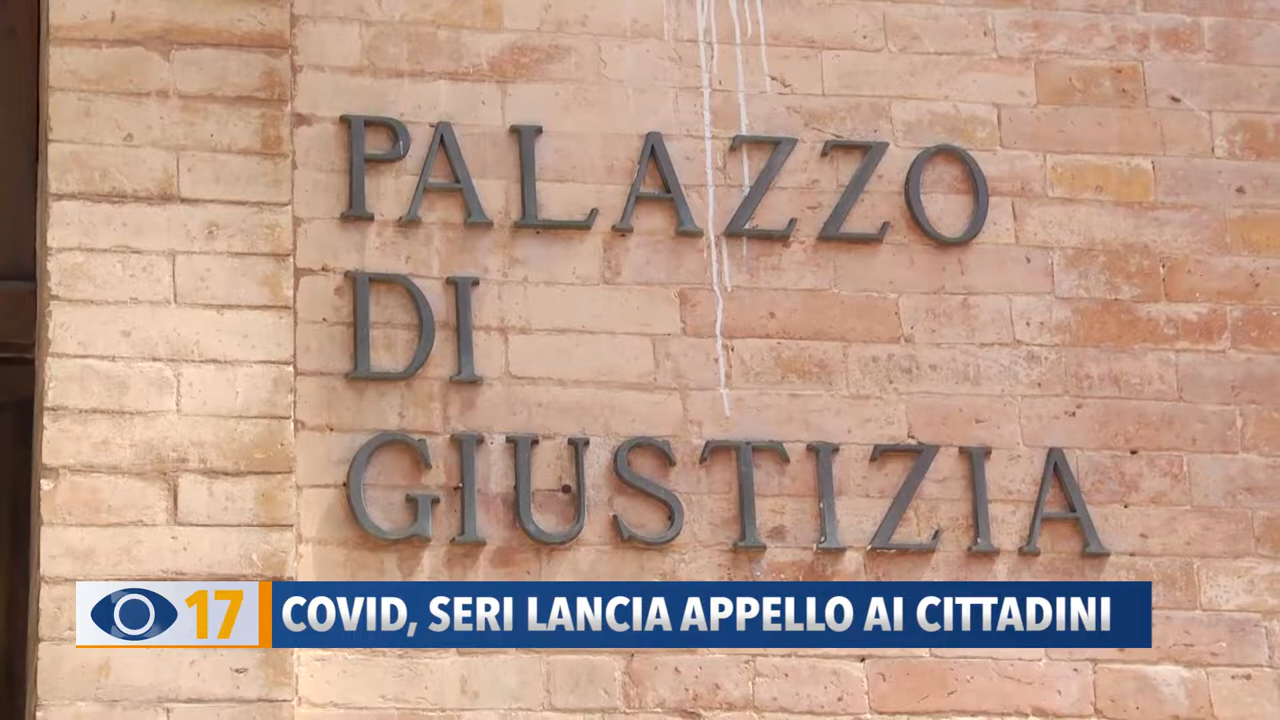 PALAZZO
DI
GIUSTIZIA
17 COVID, SERI LANCIA APPELLO AI CITTADINI